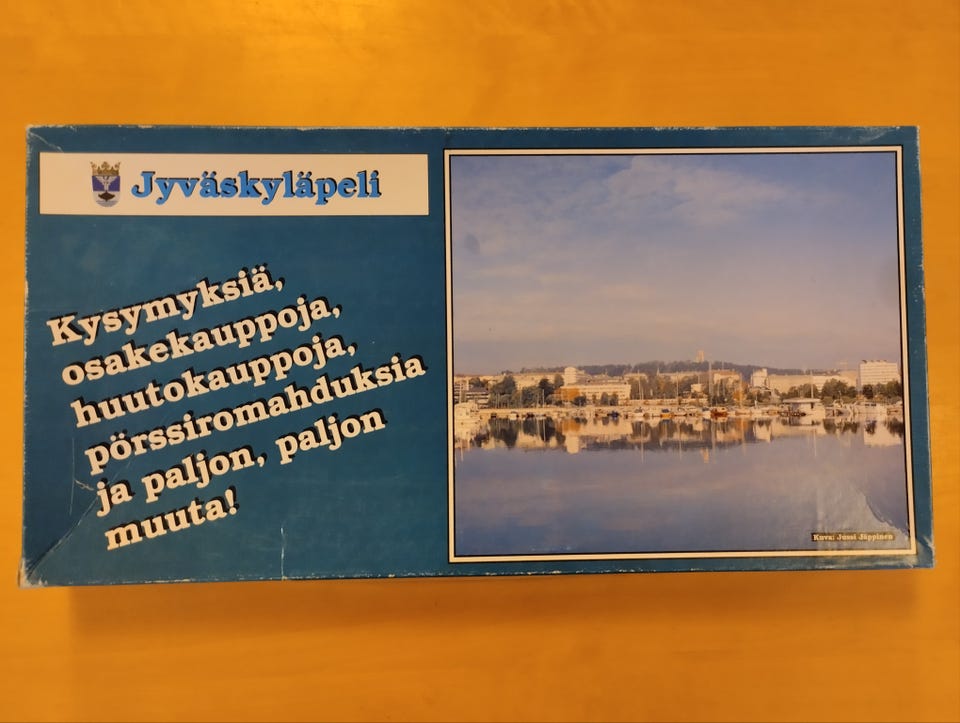 Jyväskyläpeli
Kysymyksiä,
osakekauppoja,
huutokauppoja,
pörssiromahduksia
ja paljon, paljon
muuta!
Kuva: Jussi Jäppinen